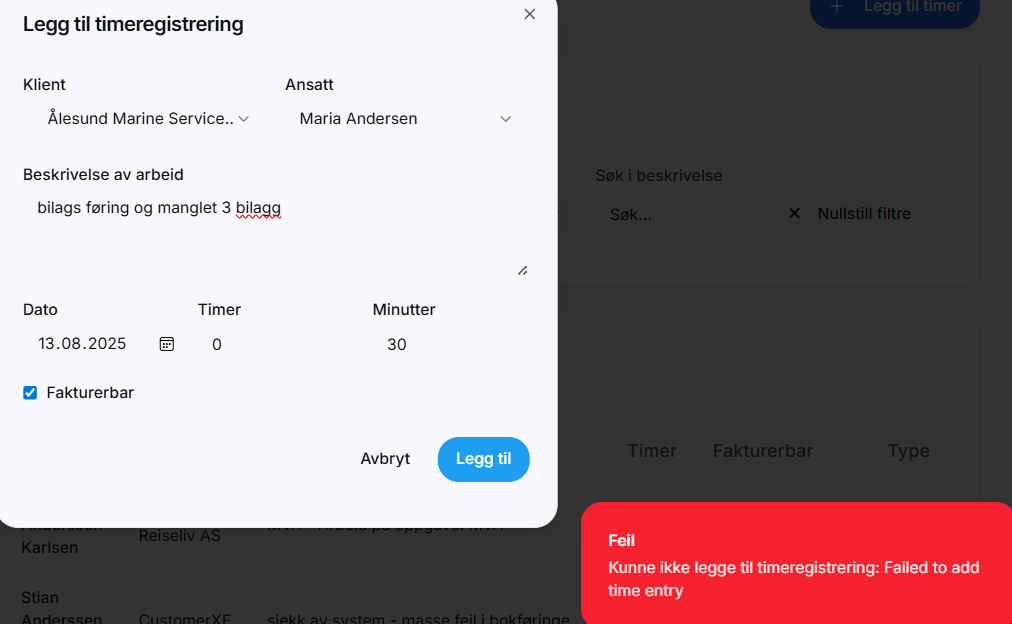 Legg til timeregistrering
Legg til timer
Klient
Ansatt
Ålesund Marine Service..
Maria Andersen
Beskrivelse av arbeid
Søk i beskrivelse
bilags føring og manglet 3 bilagg
Søk...
Nullstill filtre
Dato
Timer
Minutter
13.08.2025
0
30
Fakturerbar
Timer
Fakturerbar
Type
Avbryt
Legg til
Karlsen
Reiseliv AS
Feil
Kunne ikke legge til timeregistrering: Failed to add
time entry
Stian
Anderssen
CustomerXF
sjekk av system - masse feil i bokføringe